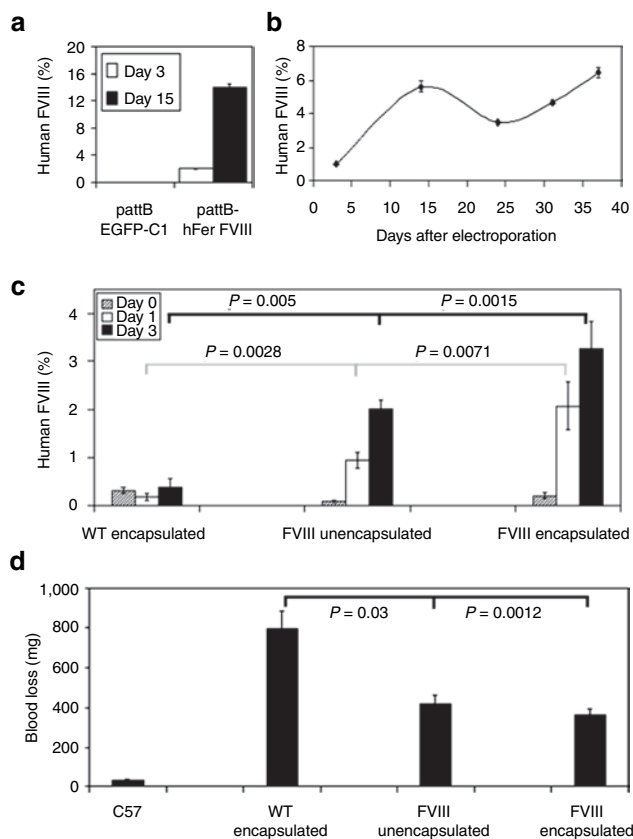 a
Human FVIII (%)
20
16
12
8
4
0
Day 3
Day 15
pattB
EGFP-C1
pattB-
hFer FVIII
b
Human FVIII (%)
8
6
4
2
0
0 5 10 15 20 25 30 35 40
Days after electroporation
c
Human FVIII (%)
4
3
2
1
0
Day 0
Day 1
Day 3
P = 0.005
P = 0.0015
P = 0.0028
P = 0.0071
WT encapsulated
FVIII unencapsulated
FVIII encapsulated
d
Blood loss (mg)
1,000
800
600
400
200
0
P = 0.03
P = 0.0012
C57
WT
encapsulated
FVIII
unencapsulated
FVIII
encapsulated